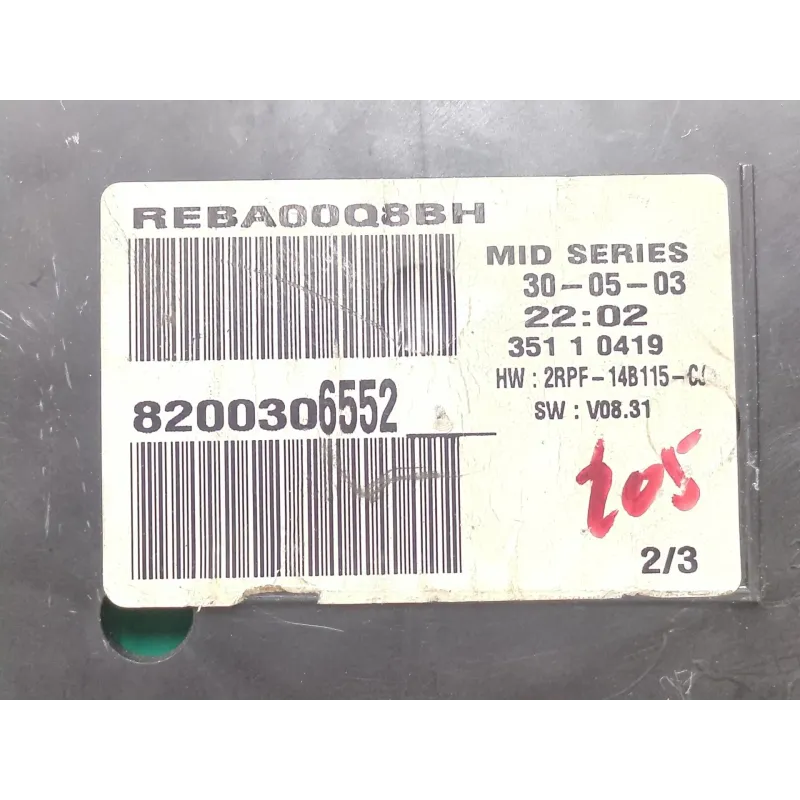 REBA00Q8BH
MID SERIES
30-05-03
22:02
351 1 0419
HW : 2RPF-14B115-C
SW : V08.31
8200306552
205
2/3